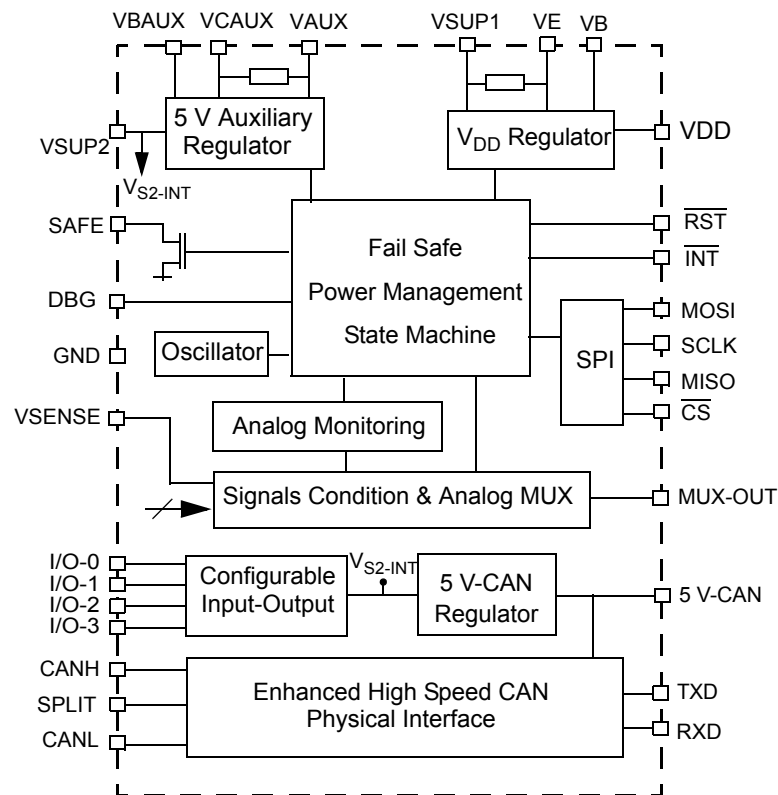 VBAUX VCAUX VAUX VSUP1 VE VB
5 V Auxiliary
Regulator
VDD Regulator
VSUP2
VDD
VS2-INT
SAFE
RST
Fail Safe
INT
DBG
Power Management
MOSI
State Machine
GND
Oscillator
SPI
SCLK
MISO
VSENSE
CS
Analog Monitoring
Signals Condition & Analog MUX
MUX-OUT
I/O-0
I/O-1
I/O-2
I/O-3
Configurable
Input-Output
VS2-INT
5 V-CAN
Regulator
5 V-CAN
CANH
SPLIT
CANL
Enhanced High Speed CAN
Physical Interface
TXD
RXD